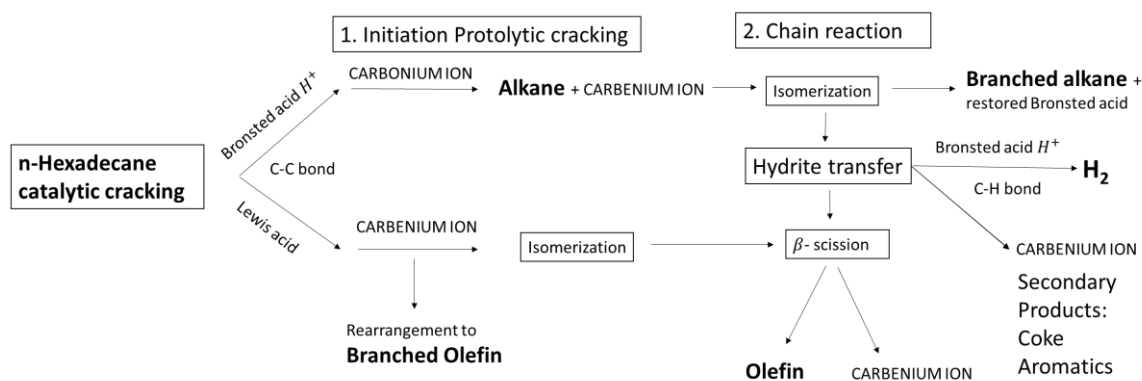 1. Initiation Protolytic cracking
2. Chain reaction
Bronsted acid H⁺
CARBONIUM ION
Alkane + CARBENIUM ION
Isomerization
Branched alkane +
restored Bronsted acid
n-Hexadecane
catalytic cracking
C-C bond
Hydrite transfer
Bronsted acid H⁺
C-H bond
H₂
Lewis acid
CARBENIUM ION
Isomerization
β- scission
CARBENIUM ION
Secondary
Products:
Coke
Aromatics
Rearrangement to
Branched Olefin
Olefin
CARBENIUM ION